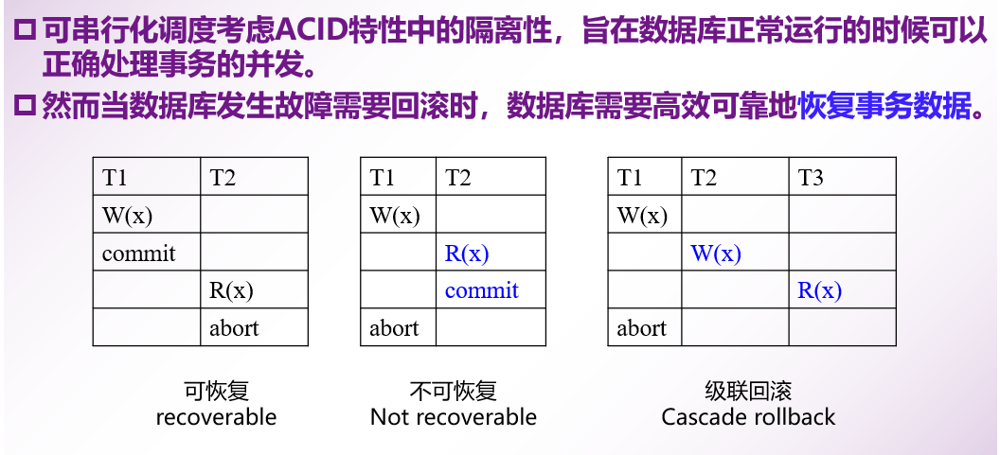 可串行化调度考虑ACID特性中的隔离性，旨在数据库正常运行的时候可以
正确处理事务的并发。
然而当数据库发生故障需要回滚时，数据库需要高效可靠地恢复事务数据。
T1 T2
W(x)
commit
R(x)
abort
可恢复
recoverable
T1 T2
W(x)
R(x)
commit
abort
不可恢复
Not recoverable
T1 T2 T3
W(x)
W(x)
R(x)
abort
级联回滚
Cascade rollback